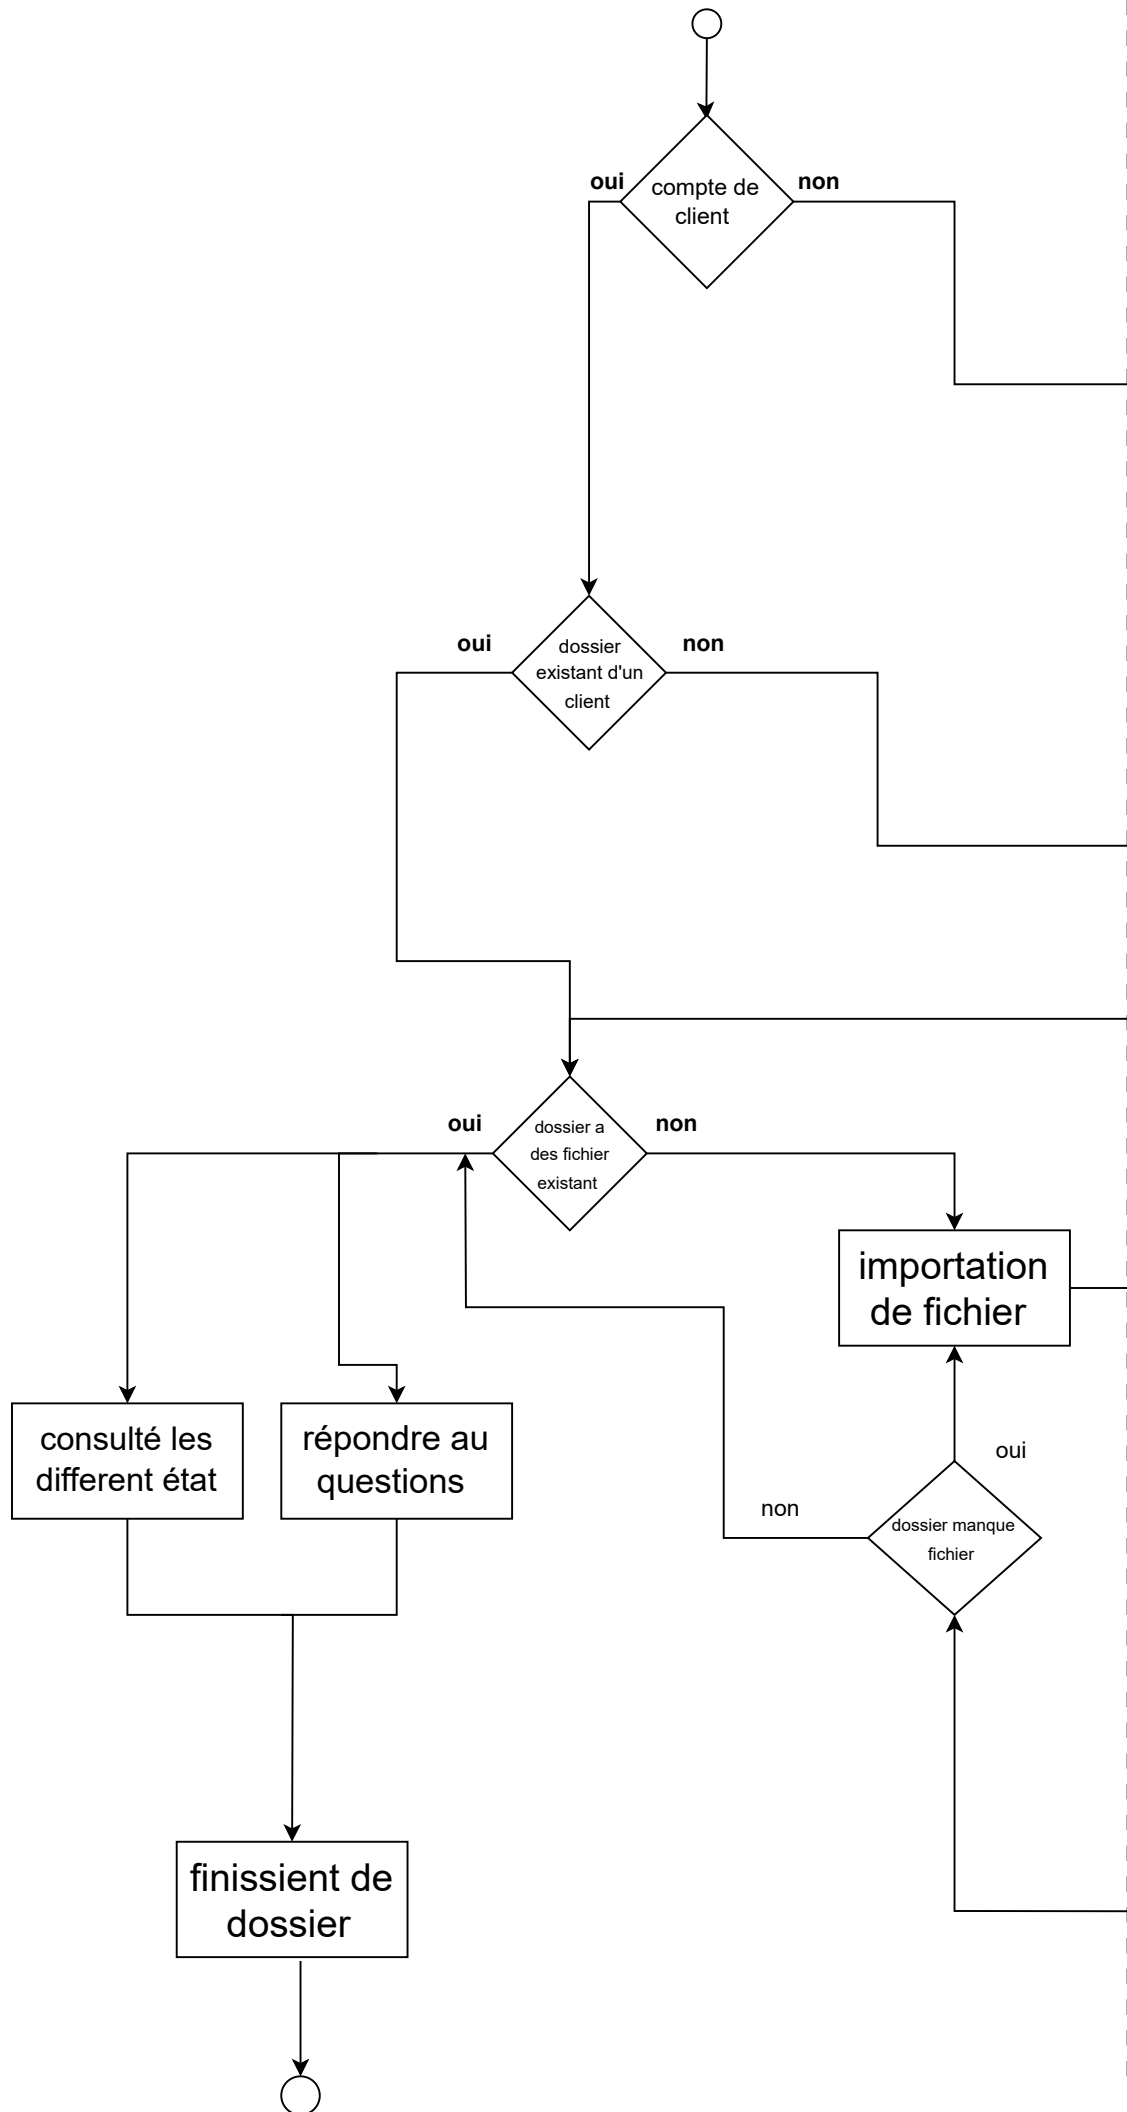 oui
compte de
client
non
oui
dossier
existant d'un
client
non
oui
dossier a
des fichier
existant
non
importation
de fichier
consulté les
different état
répondre au
questions
oui
non
dossier manque
fichier
finissient de
dossier